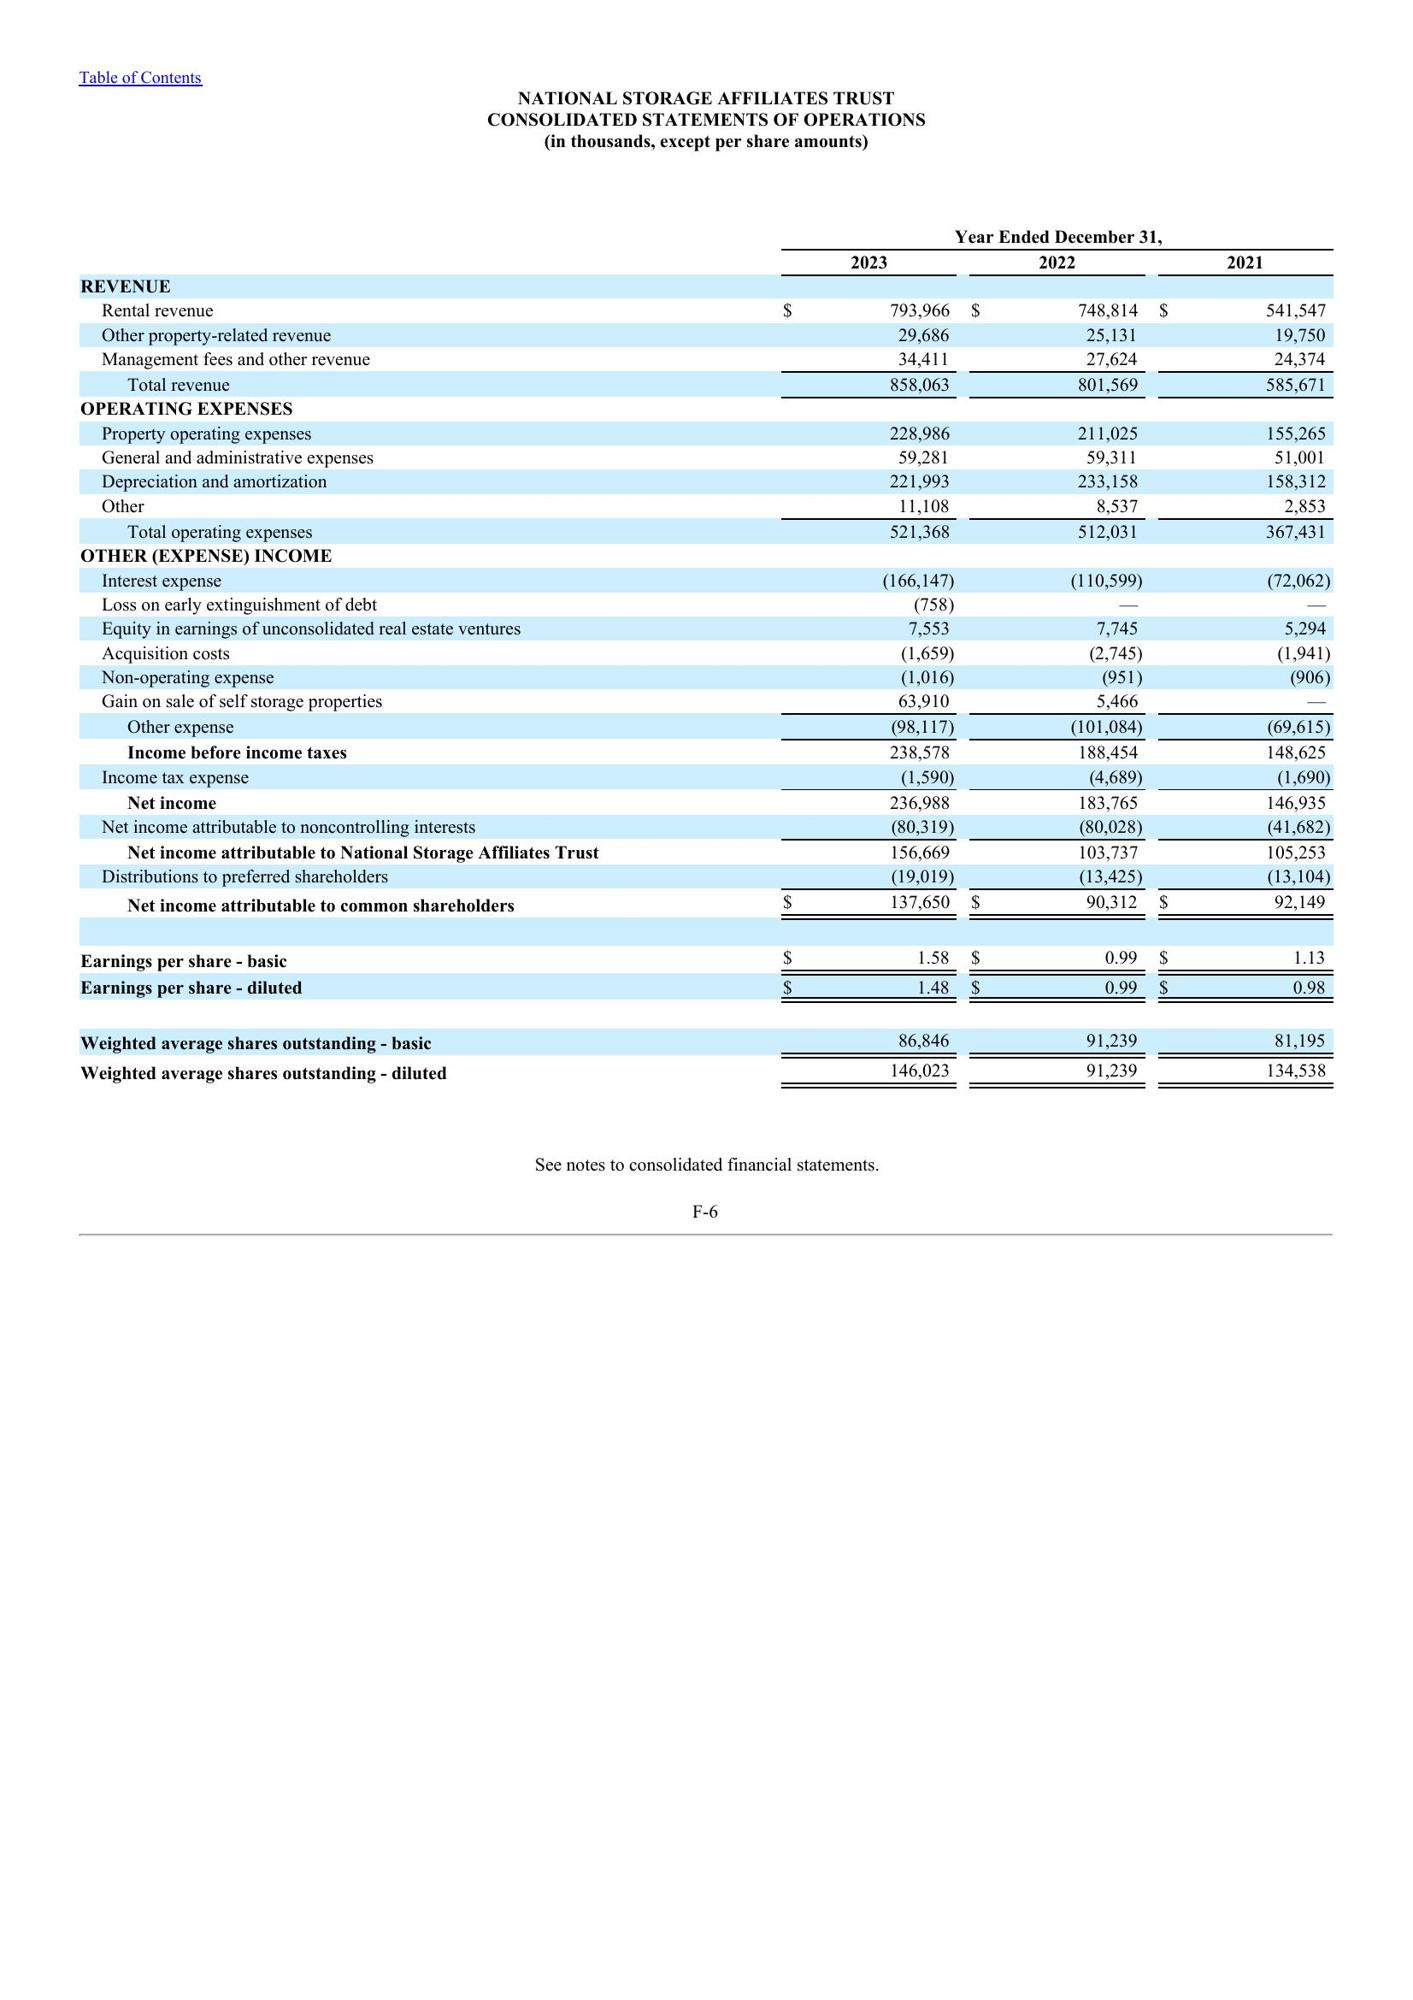 Table of Contents
NATIONAL STORAGE AFFILIATES TRUST
CONSOLIDATED STATEMENTS OF OPERATIONS
(in thousands, except per share amounts)
Year Ended December 31,
2023 2022 2021
REVENUE
Rental revenue $ 793,966 $ 748,814 $ 541,547
Other property-related revenue 29,686 25,131 19,750
Management fees and other revenue 34,411 27,624 24,374
Total revenue 858,063 801,569 585,671
OPERATING EXPENSES
Property operating expenses 228,986 211,025 155,265
General and administrative expenses 59,281 59,311 51,001
Depreciation and amortization 221,993 233,158 158,312
Other 11,108 8,537 2,853
Total operating expenses 521,368 512,031 367,431
OTHER (EXPENSE) INCOME
Interest expense (166,147) (110,599) (72,062)
Loss on early extinguishment of debt (758) — —
Equity in earnings of unconsolidated real estate ventures 7,553 7,745 5,294
Acquisition costs (1,659) (2,745) (1,941)
Non-operating expense (1,016) (951) (906)
Gain on sale of self storage properties 63,910 5,466 —
Other expense (98,117) (101,084) (69,615)
Income before income taxes 238,578 188,454 148,625
Income tax expense (1,590) (4,689) (1,690)
Net income 236,988 183,765 146,935
Net income attributable to noncontrolling interests (80,319) (80,028) (41,682)
Net income attributable to National Storage Affiliates Trust 156,669 103,737 105,253
Distributions to preferred shareholders (19,019) (13,425) (13,104)
Net income attributable to common shareholders $ 137,650 $ 90,312 $ 92,149
Earnings per share - basic $ 1.58 $ 0.99 $ 1.13
Earnings per share - diluted $ 1.48 $ 0.99 $ 0.98
Weighted average shares outstanding - basic 86,846 91,239 81,195
Weighted average shares outstanding - diluted 146,023 91,239 134,538
See notes to consolidated financial statements.
F-6